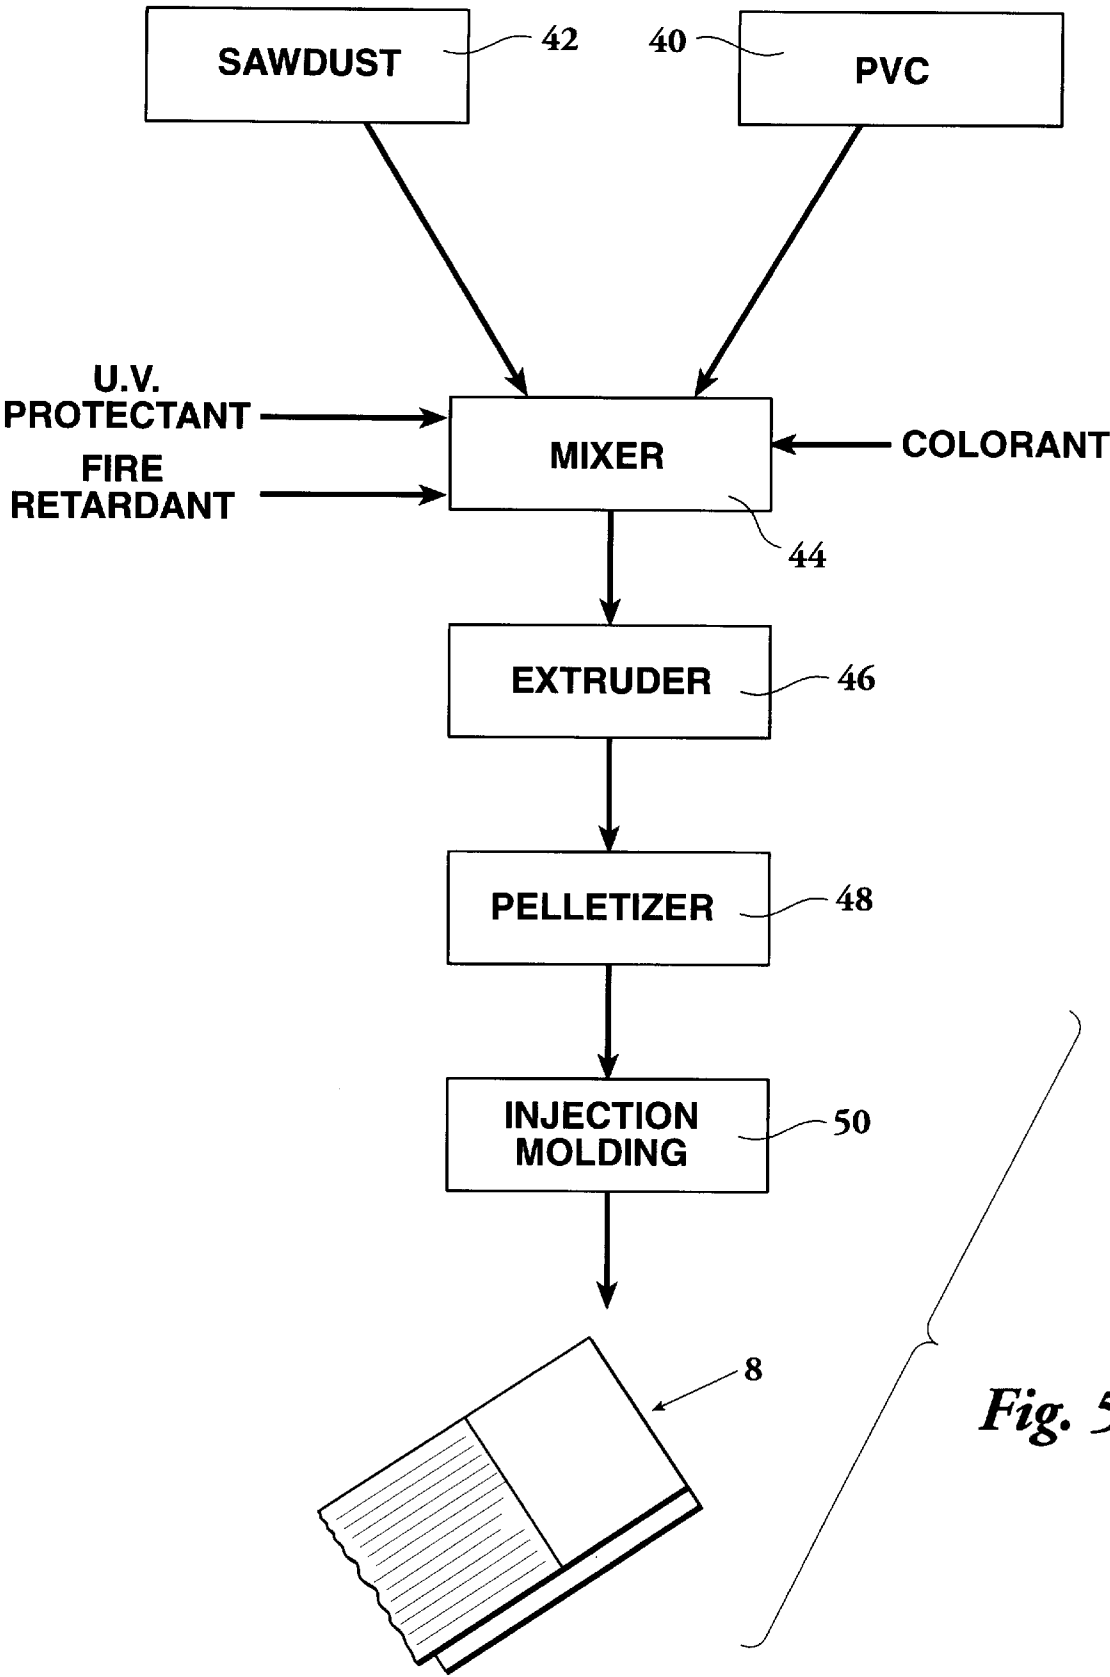 SAWDUST
42
40
PVC
U.V.
PROTECTANT
FIRE
RETARDANT
MIXER
COLORANT
44
EXTRUDER
46
PELLETIZER
48
INJECTION
MOLDING
50
8
Fig. 5